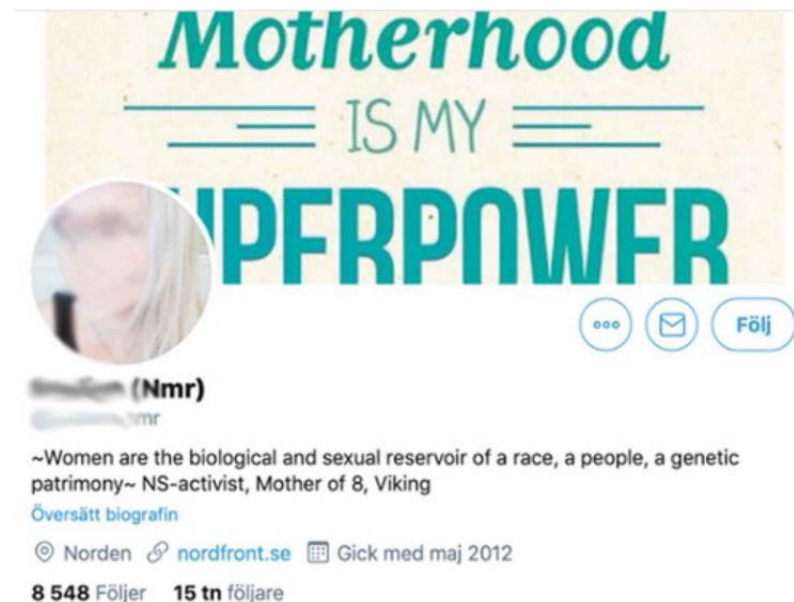 Motherhood
IS MY
UPERPOWER
Följ
(Nmr)
mr
~Women are the biological and sexual reservoir of a race, a people, a genetic
patrimony~ NS-activist, Mother of 8, Viking
Översätt biografin
Norden nordfront.se Gick med maj 2012
8 548 Följer 15 tn följare